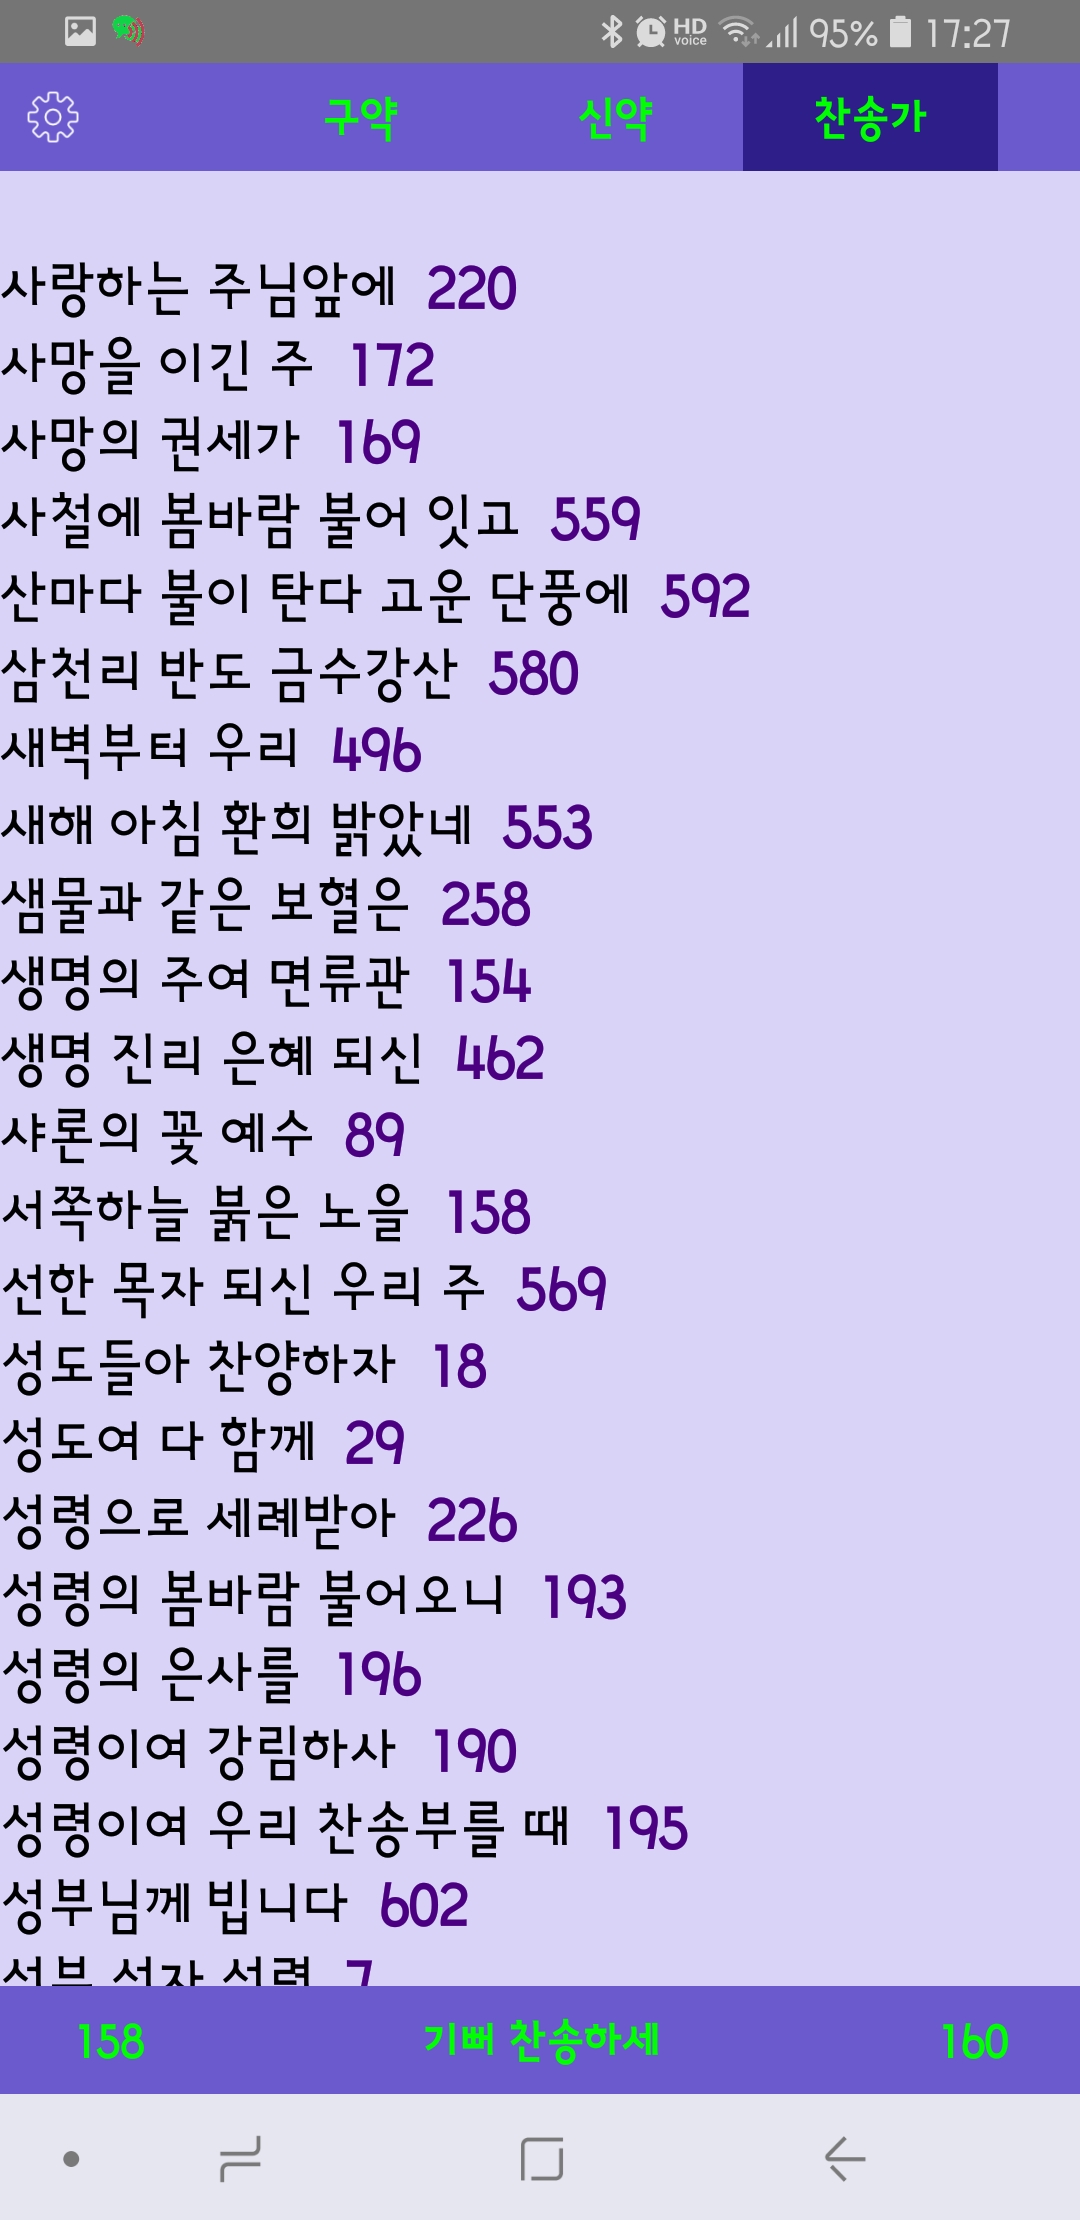 HD voice 95% 17:27
구약 신약 찬송가
사랑하는 주님앞에 220
사망을 이긴 주 172
사망의 권세가 169
사철에 봄바람 불어 잇고 559
산마다 불이 탄다 고운 단풍에 592
삼천리 반도 금수강산 580
새벽부터 우리 496
새해 아침 환희 밝았네 553
샘물과 같은 보혈은 258
생명의 주여 면류관 154
생명 진리 은혜 되신 462
샤론의 꽃 예수 89
서쪽하늘 붉은 노을 158
선한 목자 되신 우리 주 569
성도들아 찬양하자 18
성도여 다 함께 29
성령으로 세례받아 226
성령의 봄바람 불어오니 193
성령의 은사를 196
성령이여 강림하사 190
성령이여 우리 찬송부를 때 195
성부님께 빕니다 602
성부 성자 성령 7
158 기뻐 찬송하세 160